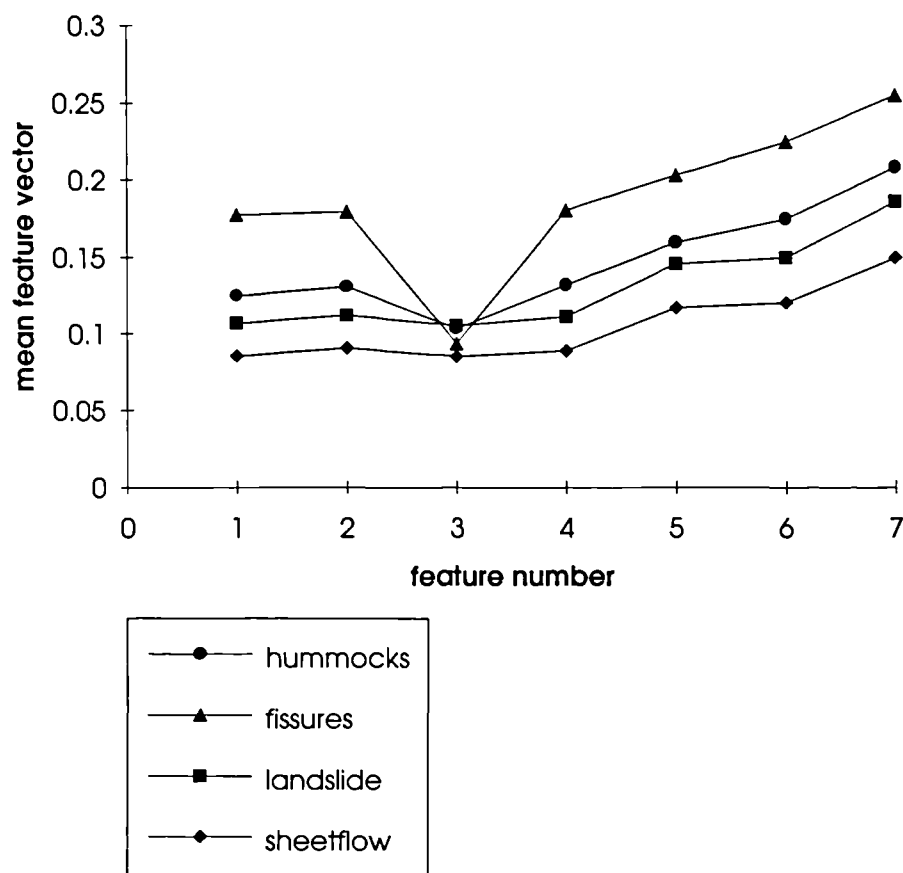 0.3
0.25
0.2
0.15
0.1
0.05
0
mean feature vector
0 1 2 3 4 5 6 7
feature number
hummocks
fissures
landslide
sheetflow